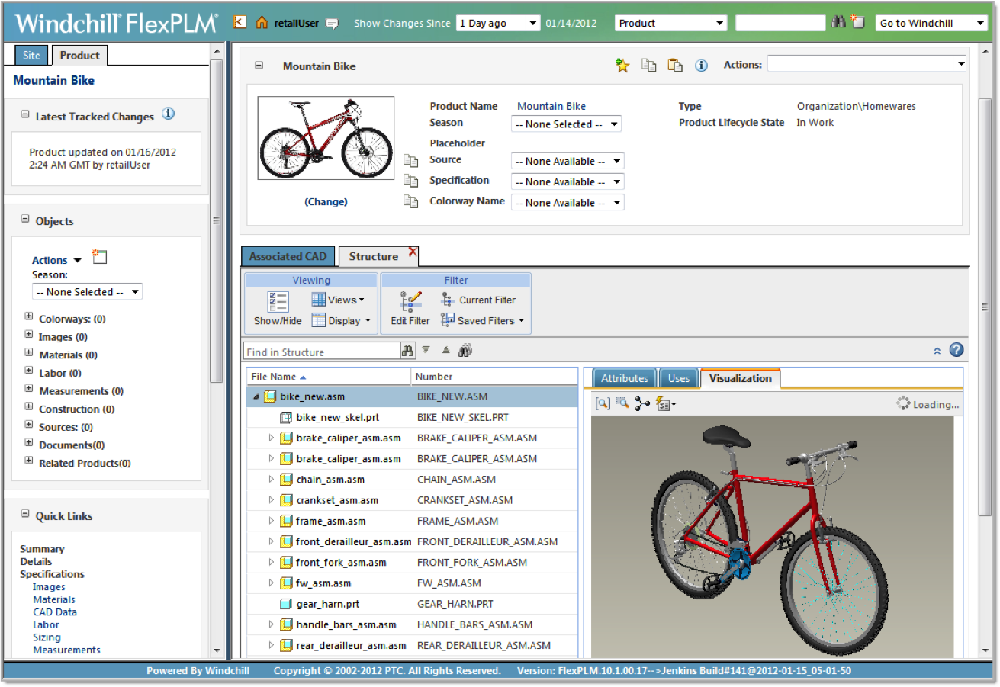 Windchill FlexPLM
retailUser
Show Changes Since
1 Day ago
01/14/2012
Product
Go to Windchill
Site
Product
Mountain Bike
Latest Tracked Changes
Product updated on 01/16/2012
2:24 AM GMT by retailUser
Objects
Actions
Season:
-- None Selected --
Colorways: (0)
Images (0)
Materials (0)
Labor (0)
Measurements (0)
Construction (0)
Sources: (0)
Documents(0)
Related Products(0)
Quick Links
Summary
Details
Specifications
Images
Materials
CAD Data
Labor
Sizing
Measurements
Mountain Bike
Actions:
(Change)
Product Name Mountain Bike
Season -- None Selected --
Placeholder
Source -- None Available --
Specification -- None Available --
Colorway Name -- None Available --
Type Organization\Homewares
Product Lifecycle State In Work
Associated CAD
Structure
Viewing
Show/Hide
Views
Display
Filter
Edit Filter
Current Filter
Saved Filters
Find in Structure
File Name Number
bike_new.asm BIKE_NEW.ASM
bike_new_skel.prt BIKE_NEW_SKEL.PRT
brake_caliper_asm.asm BRAKE_CALIPER_ASM.ASM
brake_caliper_asm.asm BRAKE_CALIPER_ASM.ASM
chain_asm.asm CHAIN_ASM.ASM
crankset_asm.asm CRANKSET_ASM.ASM
frame_asm.asm FRAME_ASM.ASM
front_derailleur_asm.asm FRONT_DERAILLEUR_ASM.ASM
front_fork_asm.asm FRONT_FORK_ASM.ASM
fw_asm.asm FW_ASM.ASM
gear_harn.prt GEAR_HARN.PRT
handle_bars_asm.asm HANDLE_BARS_ASM.ASM
rear_derailleur_asm.asm REAR_DERAILLEUR_ASM.ASM
Attributes
Uses
Visualization
Loading...
Powered By Windchill Copyright © 2002-2012 PTC. All Rights Reserved. Version: FlexPLM.10.1.00.17-->Jenkins Build#141@2012-01-15_05-01-50